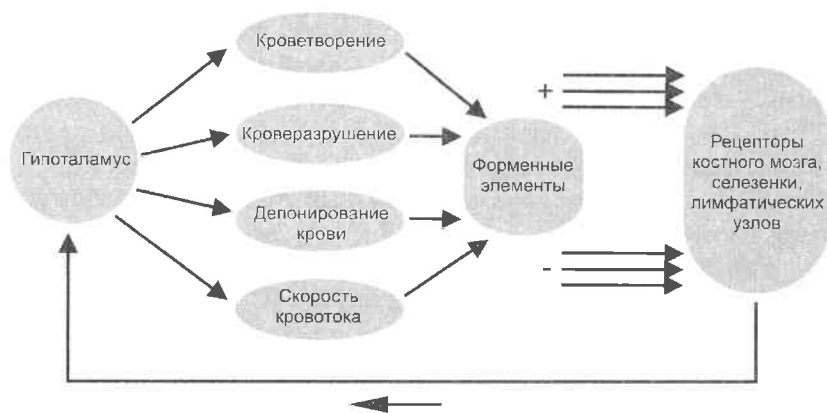 Кроветворение
Гипоталамус
Кроверазрушение
Депонирование
крови
Скорость
кровотока
Форменные
элементы
+
-
Рецепторы
костного мозга,
селезенки,
лимфатических
узлов